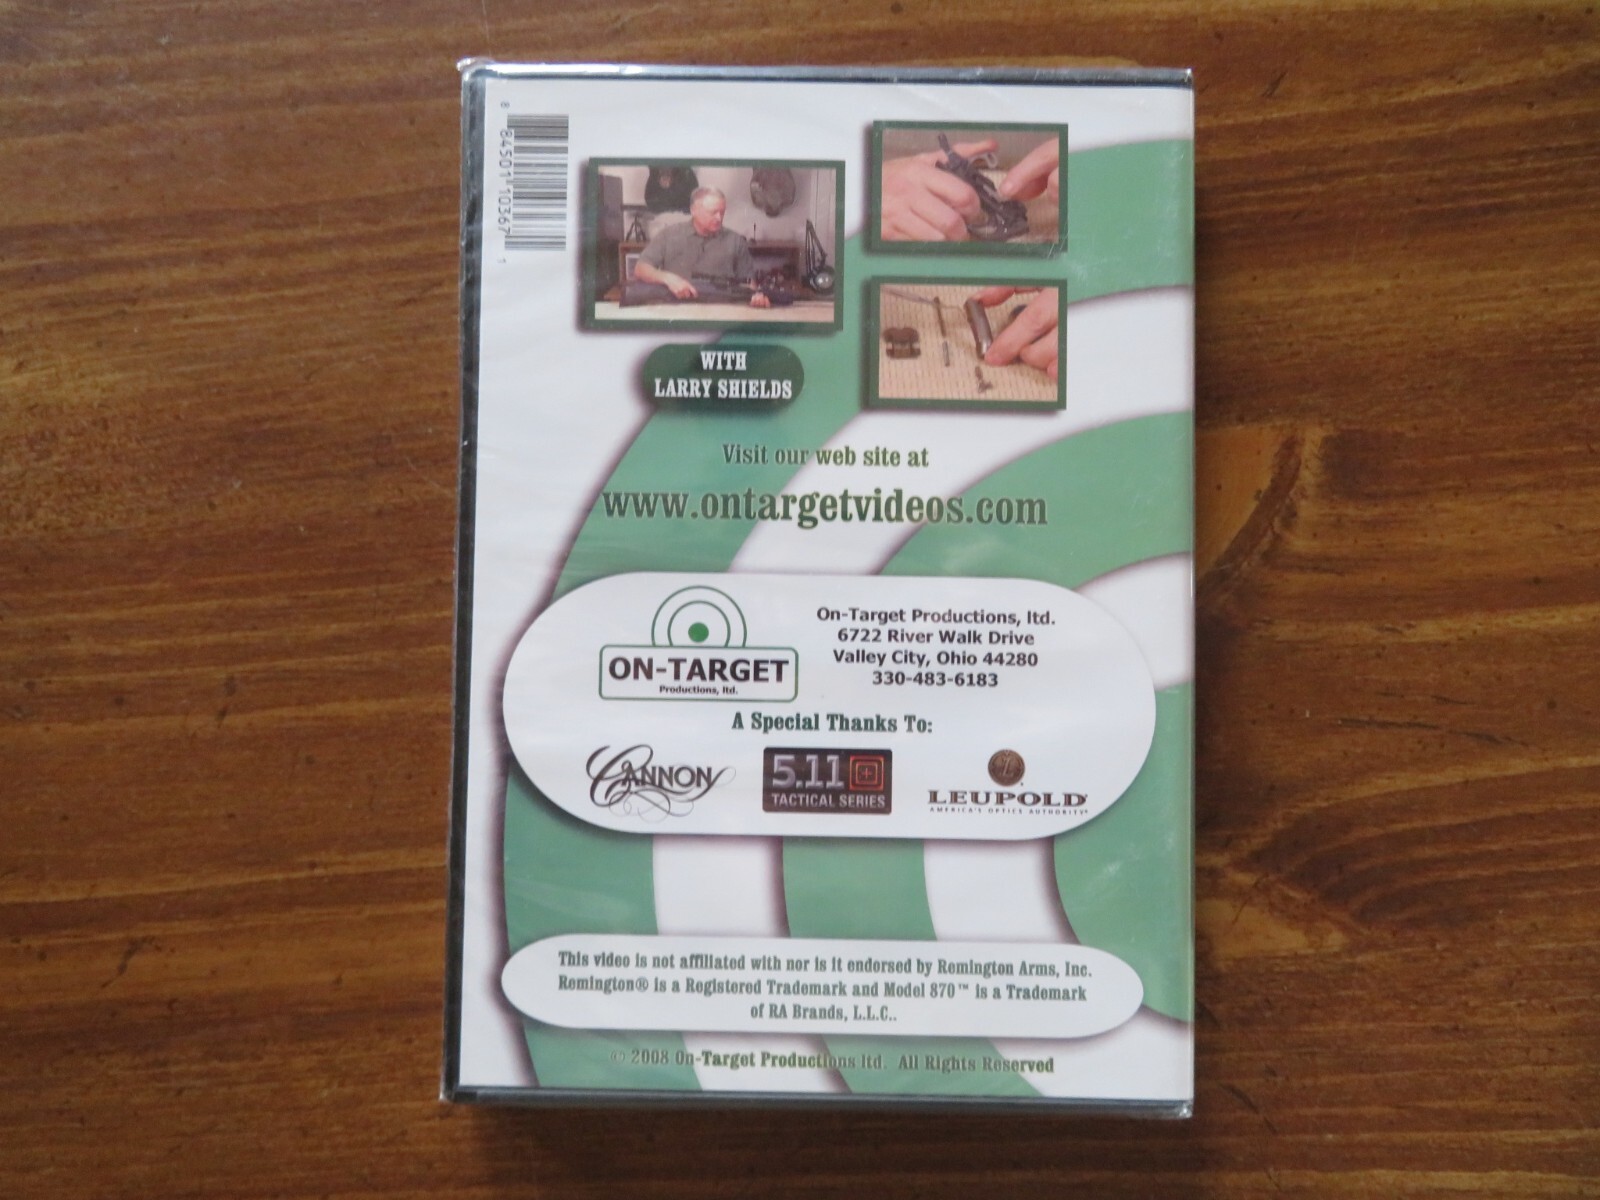 8 84501 10367 1
WITH
LARRY SHIELDS
Visit our web site at
www.ontargetvideos.com
ON-TARGET
Productions, ltd.
On-Target Productions, ltd.
6722 River Walk Drive
Valley City, Ohio 44280
330-483-6183
A Special Thanks To:
CANNON
5.11
TACTICAL SERIES
LEUPOLD®
AMERICA'S OPTICS AUTHORITY®
This video is not affiliated with nor is it endorsed by Remington Arms, Inc.
Remington® is a Registered Trademark and Model 870™ is a Trademark
of RA Brands, L.L.C..
© 2008 On-Target Productions ltd. All Rights Reserved